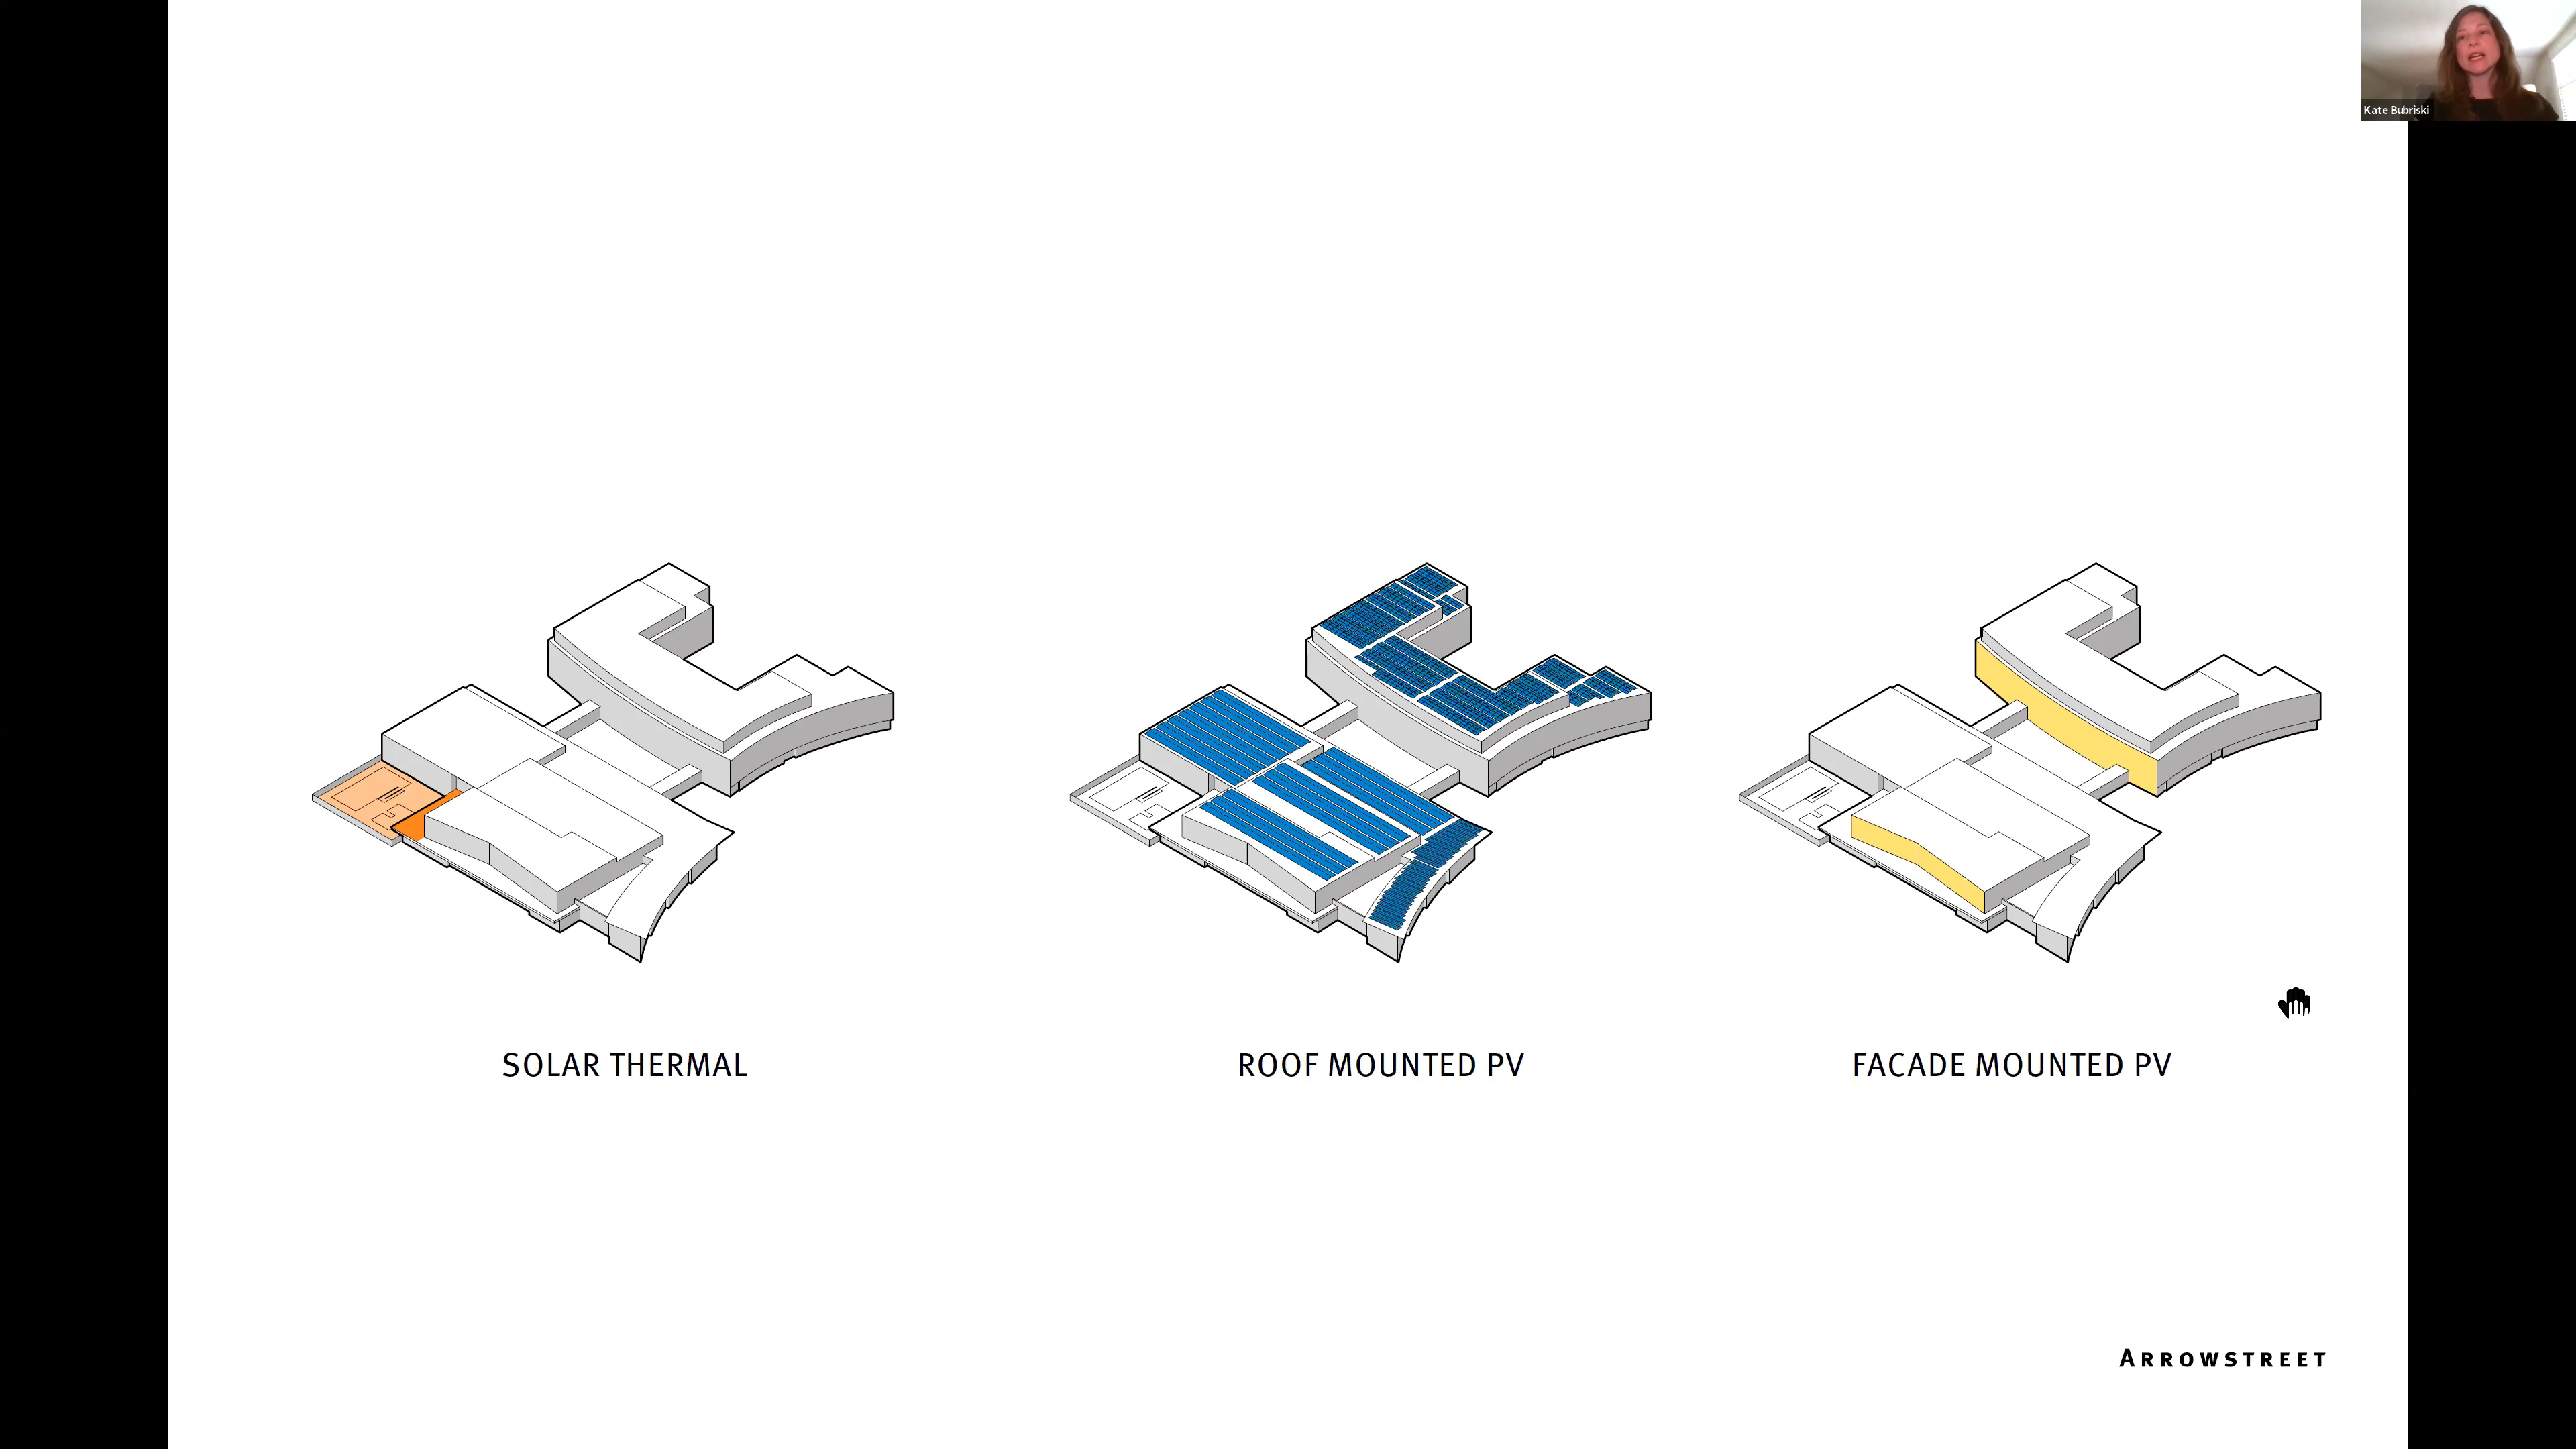 Kate Bubriski
SOLAR THERMAL
ROOF MOUNTED PV
FACADE MOUNTED PV
ARROWSTREET